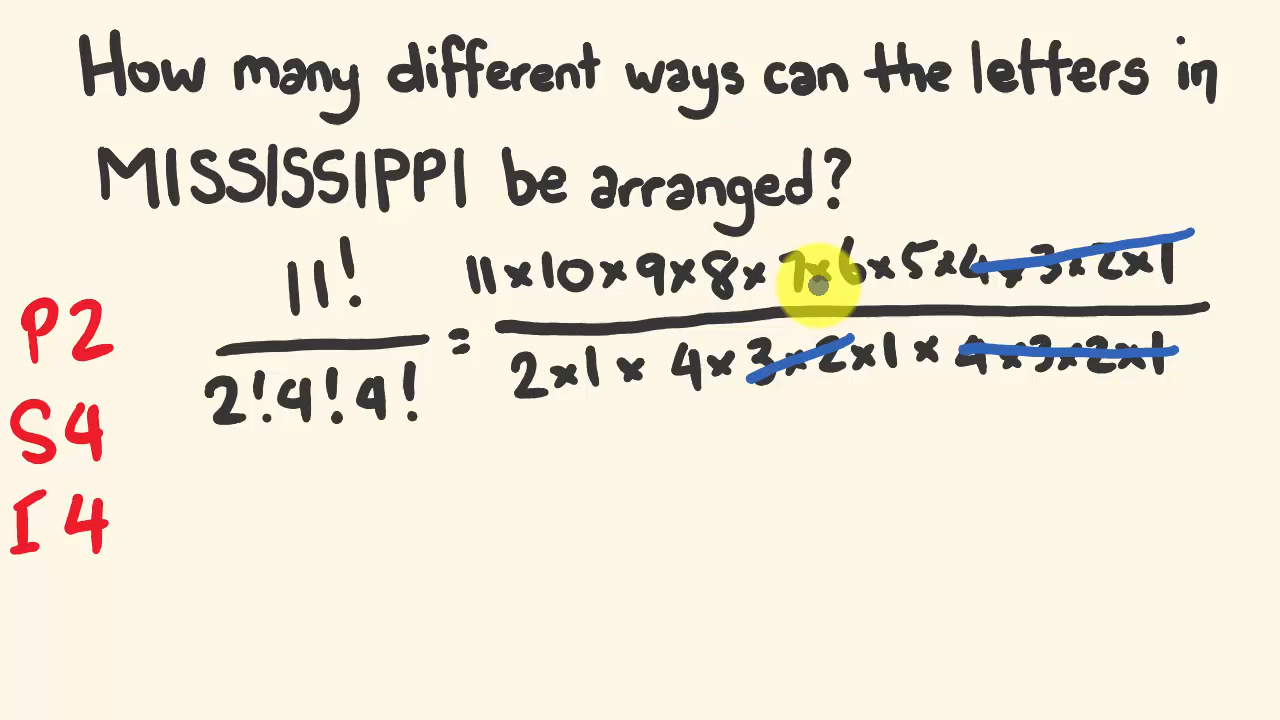 How many different ways can the letters in
MISSISSIPPI be arranged?
11! / 2!4!4! = 11×10×9×8×7×6×5×4×3×2×1 / 2×1×4×3×2×1×4×3×2×1
P2
S4
I4